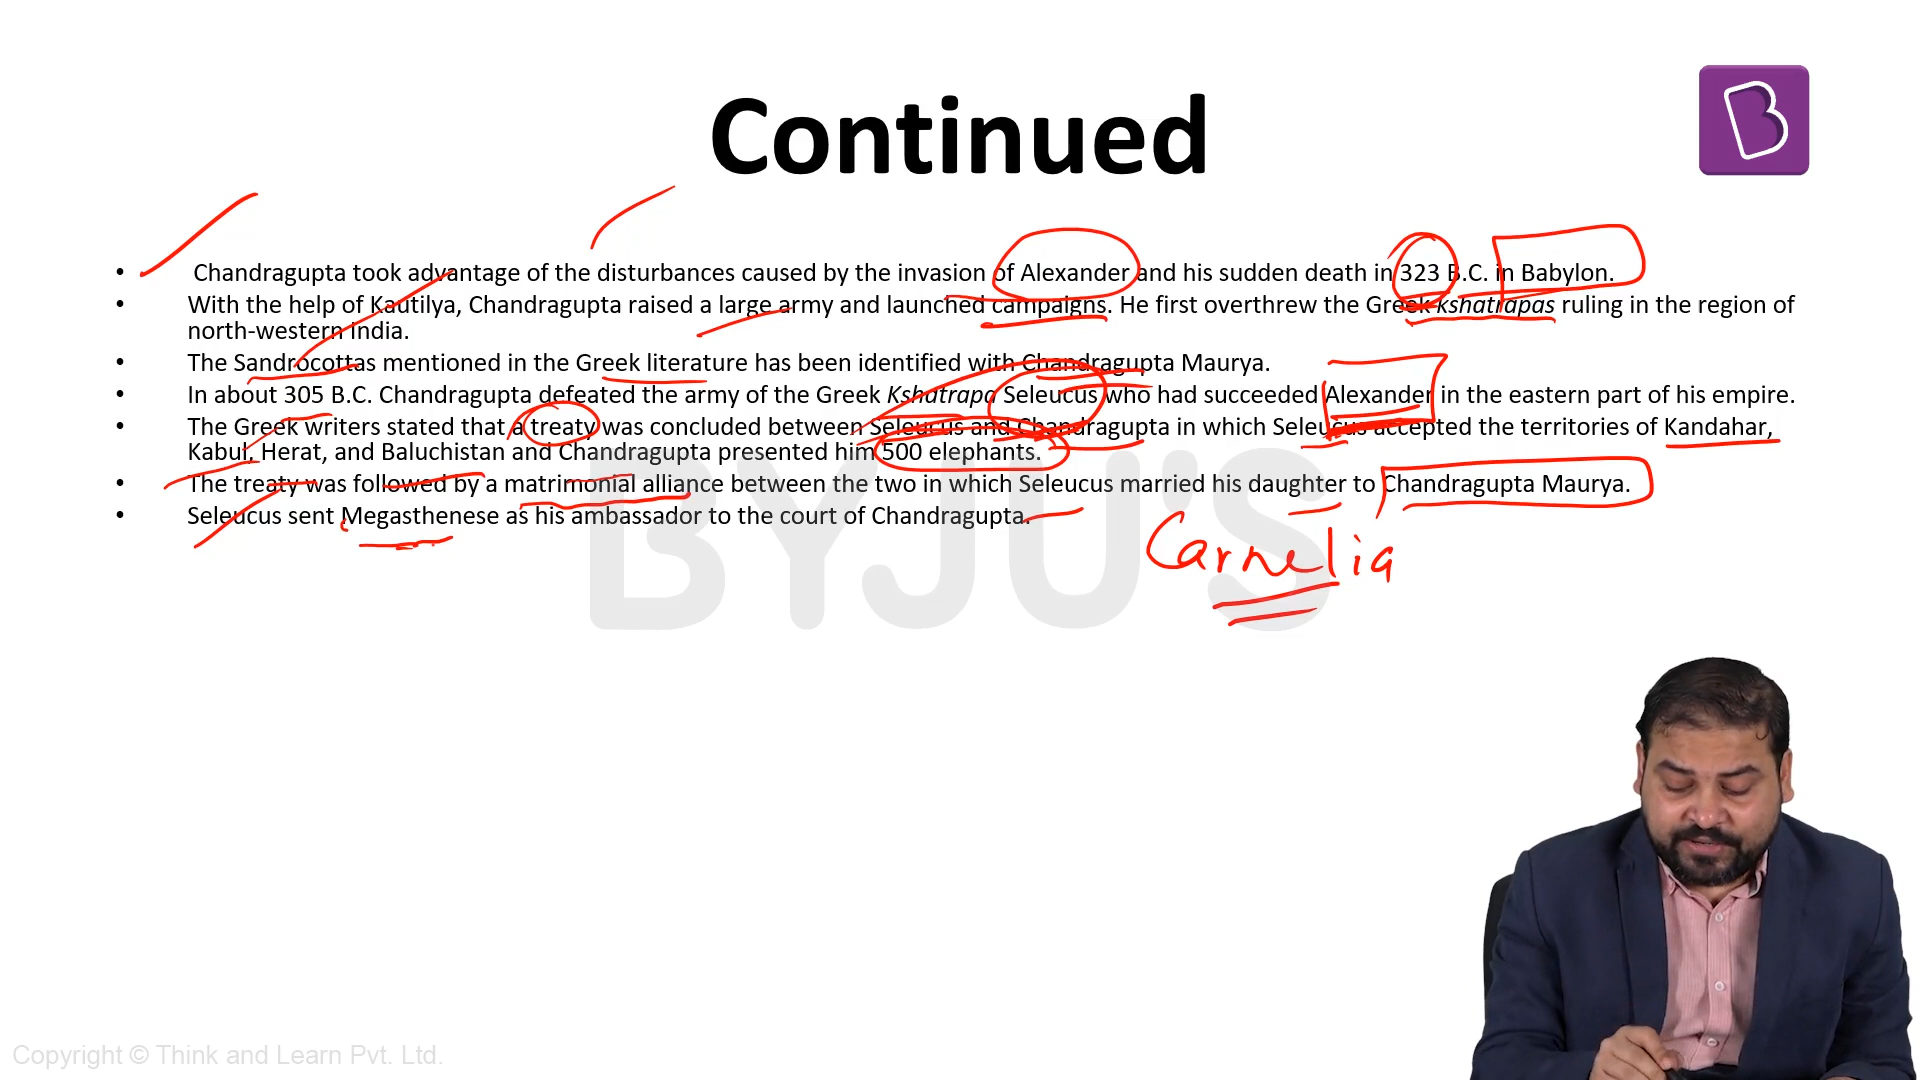 Continued
• Chandragupta took advantage of the disturbances caused by the invasion of Alexander and his sudden death in 323 B.C. in Babylon.
• With the help of Kautilya, Chandragupta raised a large army and launched campaigns. He first overthrew the Greek kshatrapas ruling in the region of
north-western India.
• The Sandrocottas mentioned in the Greek literature has been identified with Chandragupta Maurya.
• In about 305 B.C. Chandragupta defeated the army of the Greek Kshatrapa Seleucus who had succeeded Alexander in the eastern part of his empire.
• The Greek writers stated that a treaty was concluded between Seleucus and Chandragupta in which Seleucus accepted the territories of Kandahar,
Kabul, Herat, and Baluchistan and Chandragupta presented him 500 elephants.
• The treaty was followed by a matrimonial alliance between the two in which Seleucus married his daughter to Chandragupta Maurya.
• Seleucus sent Megasthenese as his ambassador to the court of Chandragupta.
Carnelia
BYJU'S
Copyright © Think and Learn Pvt. Ltd.